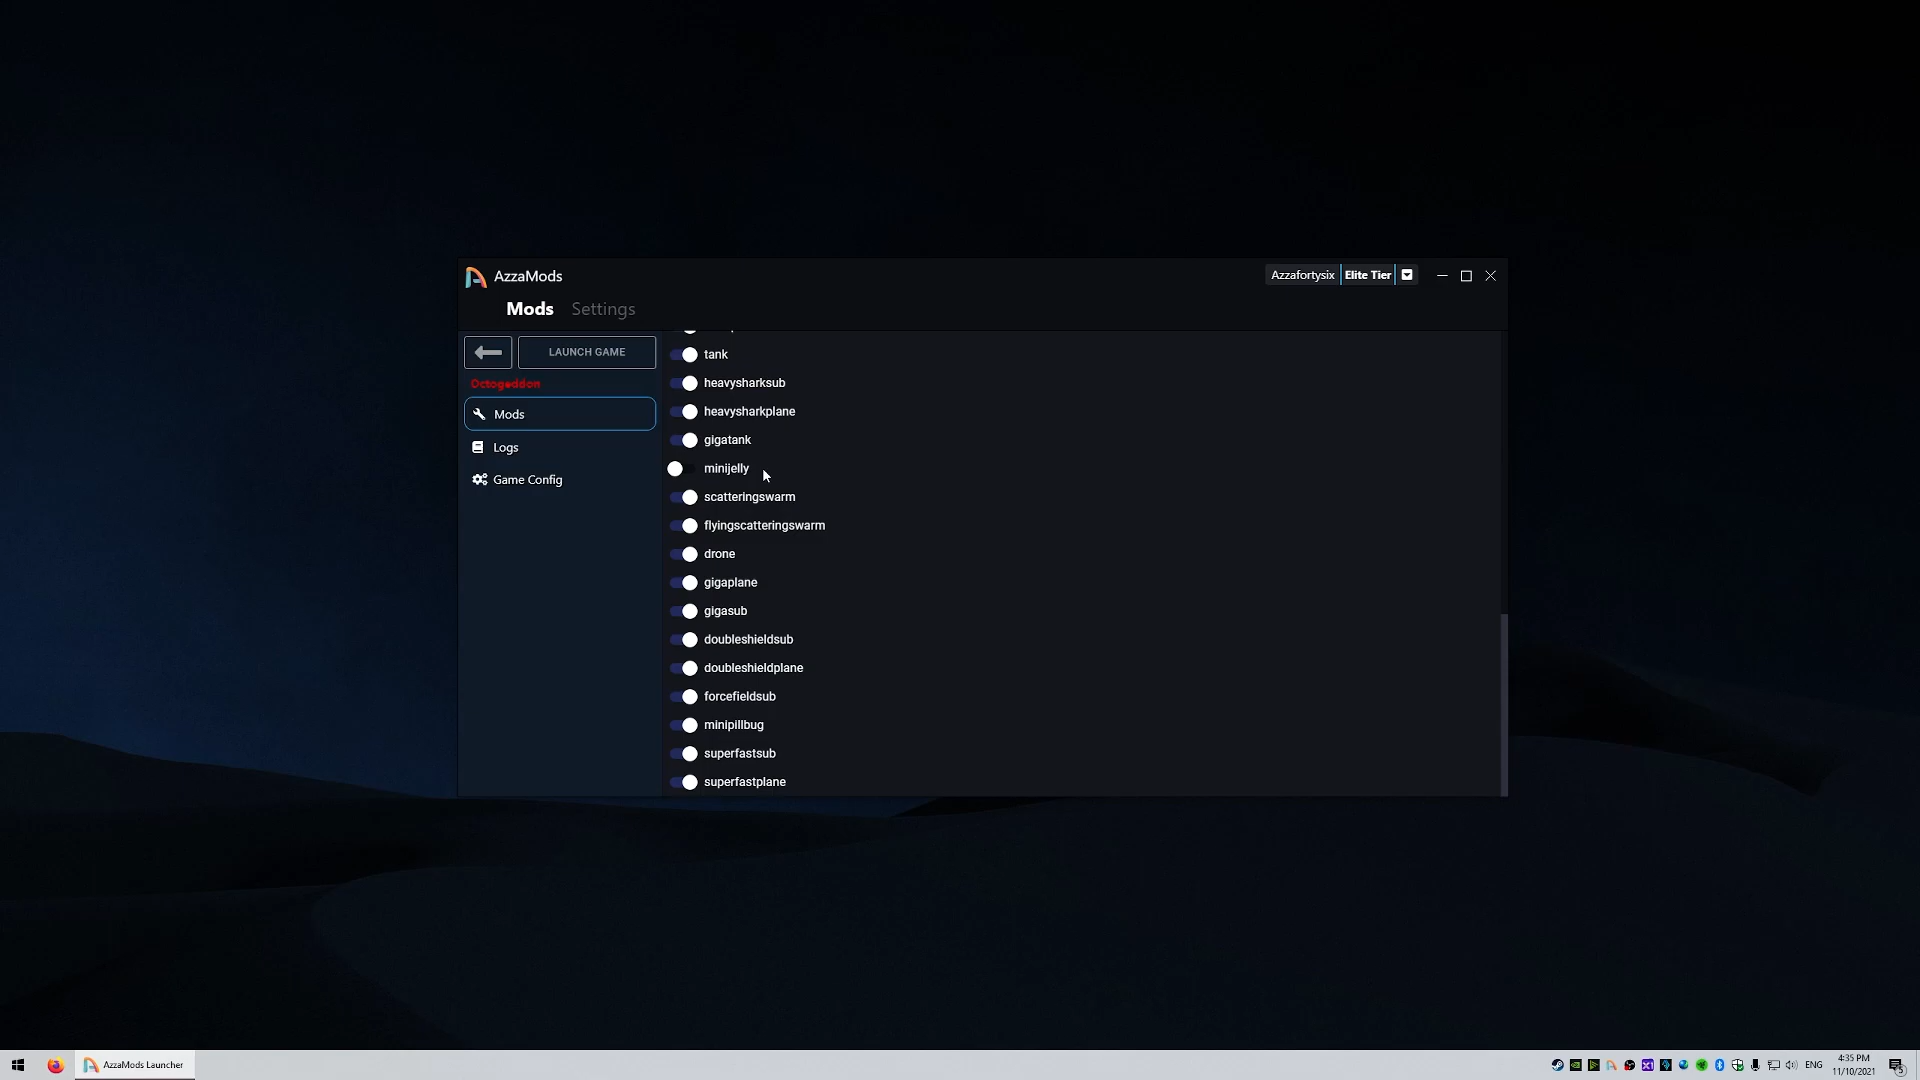 AzzaMods
Azzafortysix Elite Tier
Mods Settings
LAUNCH GAME
Octogeddon
Mods
Logs
Game Config
tank
heavysharksub
heavysharkplane
gigatank
minijelly
scatteringswarm
flyingscatteringswarm
drone
gigaplane
gigasub
doubleshieldsub
doubleshieldplane
forcefieldsub
minipillbug
superfastsub
superfastplane
AzzaMods Launcher
ENG
4:35 PM
11/10/2021
5